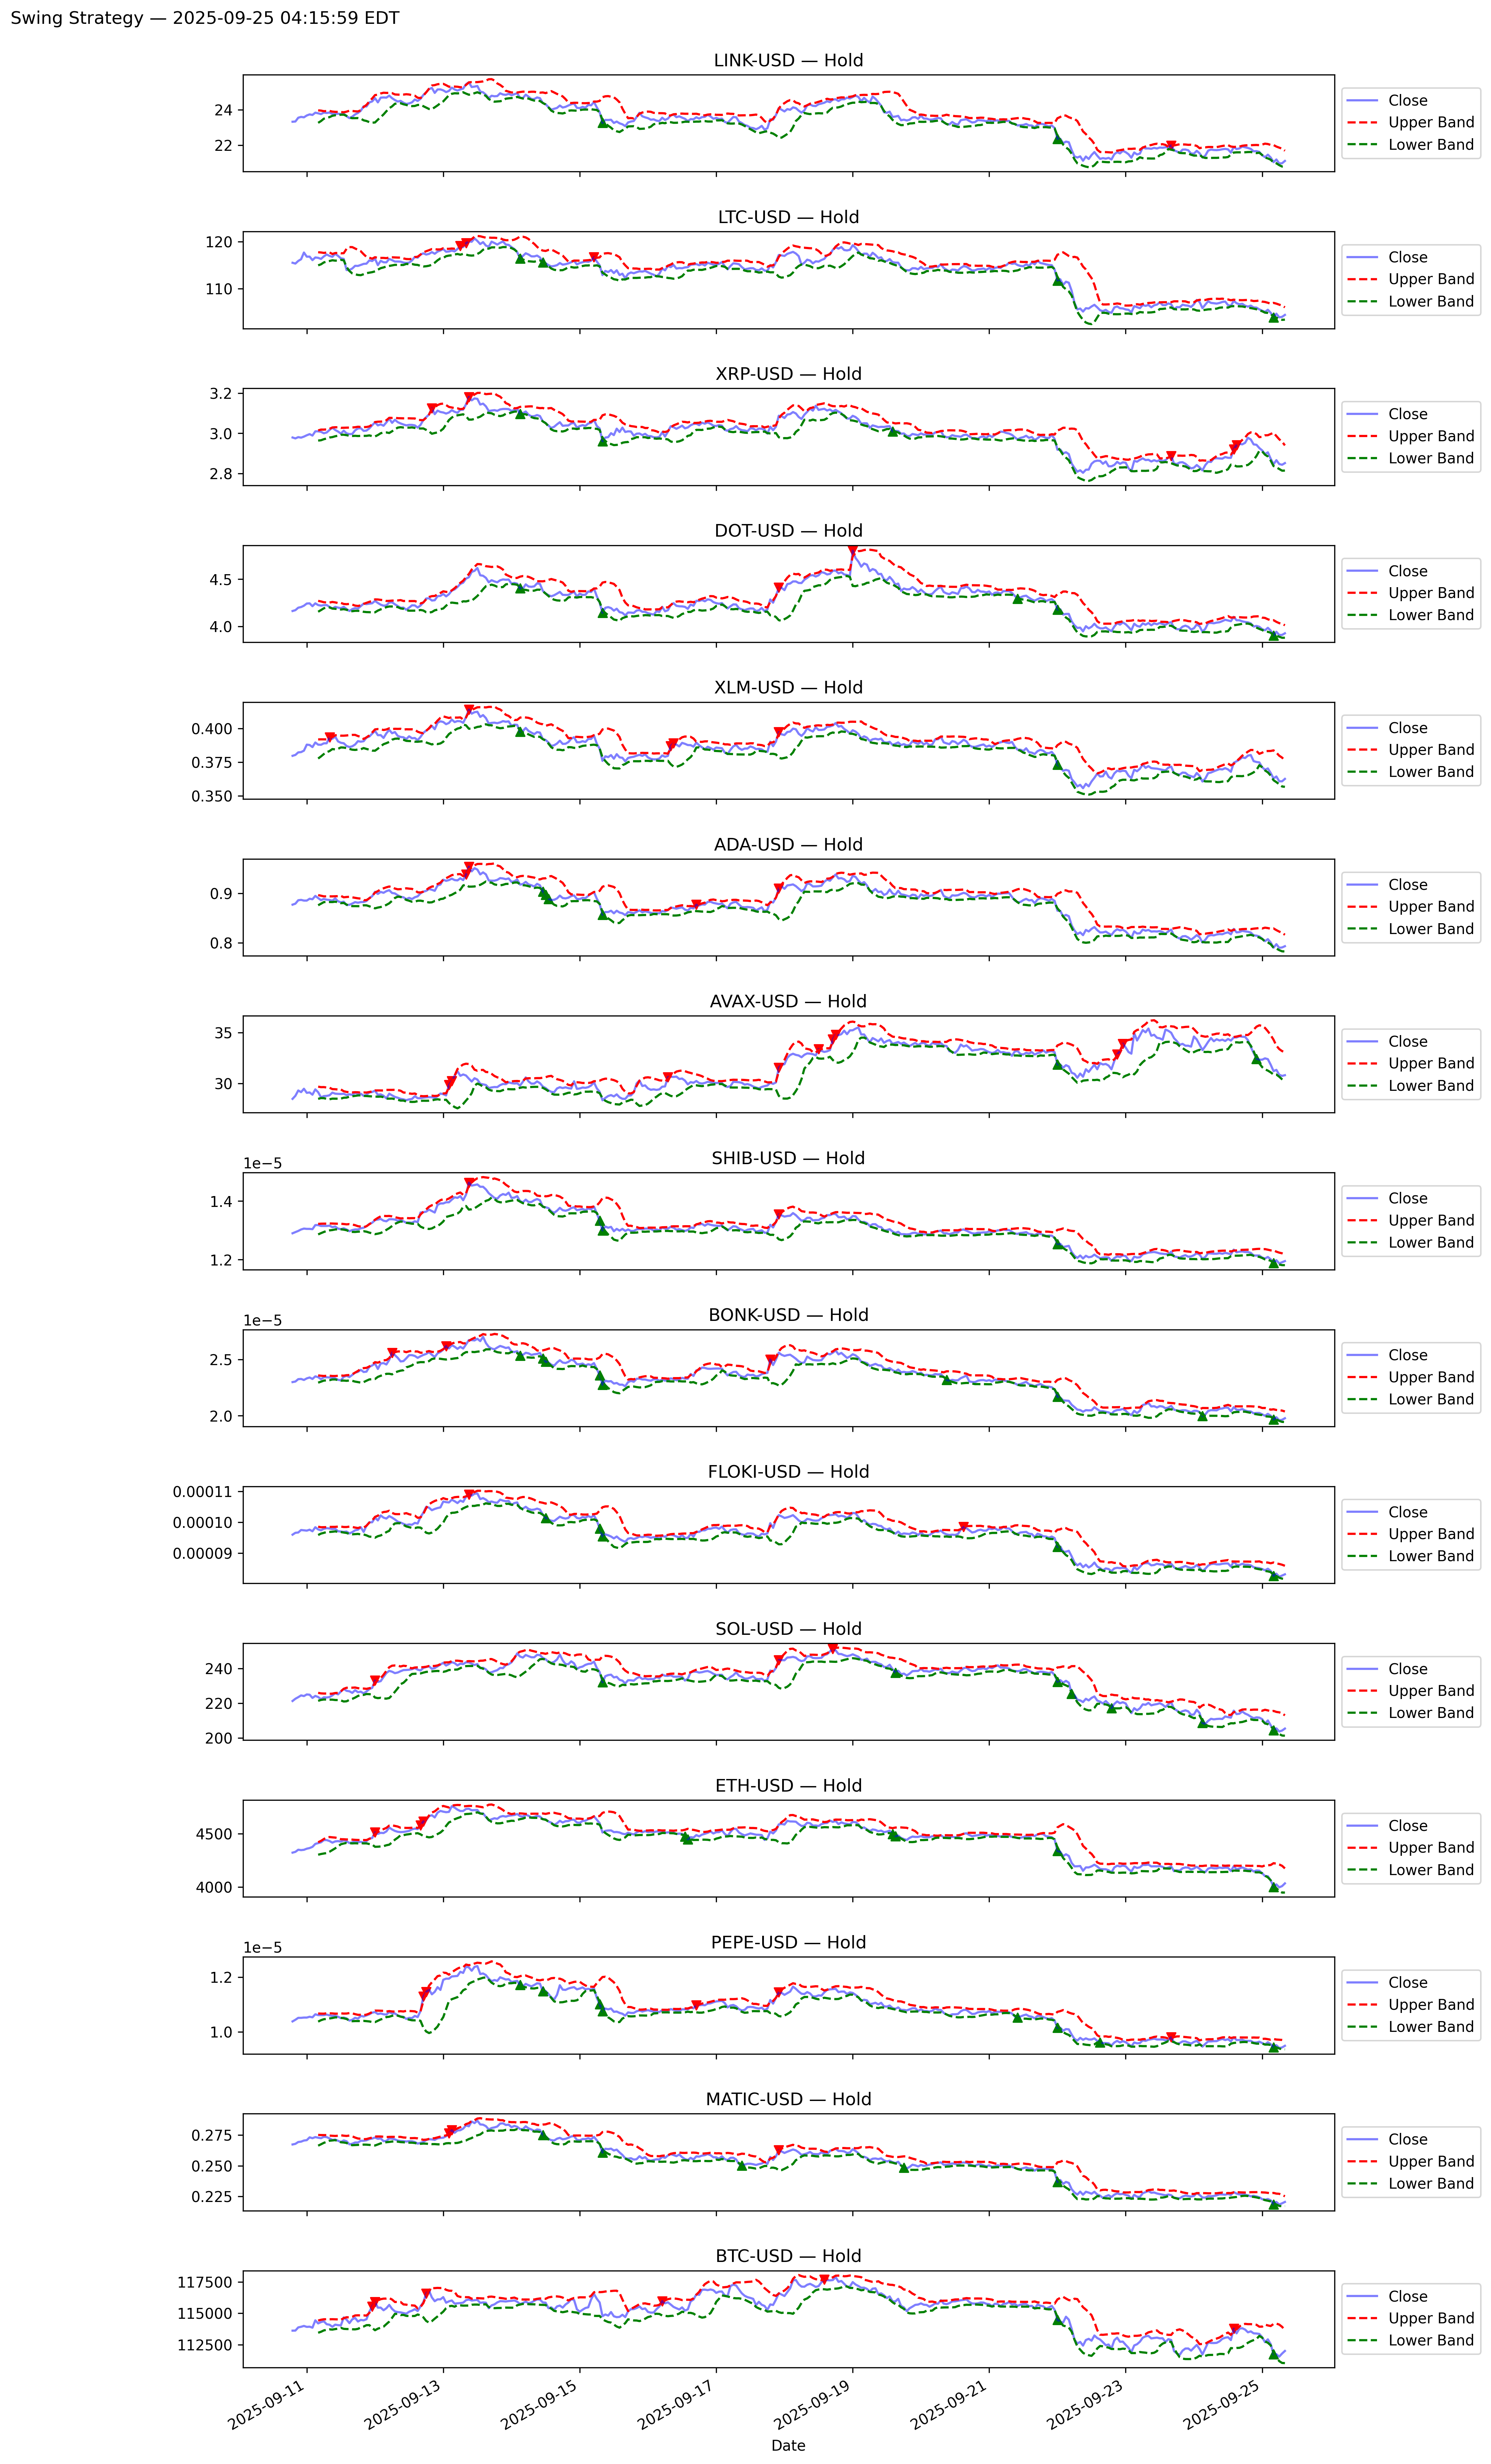 Swing Strategy — 2025-09-25 04:15:59 EDT
LINK-USD — Hold
24
22
Close
Upper Band
Lower Band
LTC-USD — Hold
120
110
Close
Upper Band
Lower Band
XRP-USD — Hold
3.2
3.0
2.8
Close
Upper Band
Lower Band
DOT-USD — Hold
4.5
4.0
Close
Upper Band
Lower Band
XLM-USD — Hold
0.400
0.375
0.350
Close
Upper Band
Lower Band
ADA-USD — Hold
0.9
0.8
Close
Upper Band
Lower Band
AVAX-USD — Hold
35
30
Close
Upper Band
Lower Band
SHIB-USD — Hold
1e−5
1.4
1.2
Close
Upper Band
Lower Band
BONK-USD — Hold
1e−5
2.5
2.0
Close
Upper Band
Lower Band
FLOKI-USD — Hold
0.00011
0.00010
0.00009
Close
Upper Band
Lower Band
SOL-USD — Hold
240
220
200
Close
Upper Band
Lower Band
ETH-USD — Hold
4500
4000
Close
Upper Band
Lower Band
PEPE-USD — Hold
1e−5
1.2
1.0
Close
Upper Band
Lower Band
MATIC-USD — Hold
0.275
0.250
0.225
Close
Upper Band
Lower Band
BTC-USD — Hold
117500
115000
112500
Close
Upper Band
Lower Band
2025-09-11
2025-09-13
2025-09-15
2025-09-17
2025-09-19
2025-09-21
2025-09-23
2025-09-25
Date